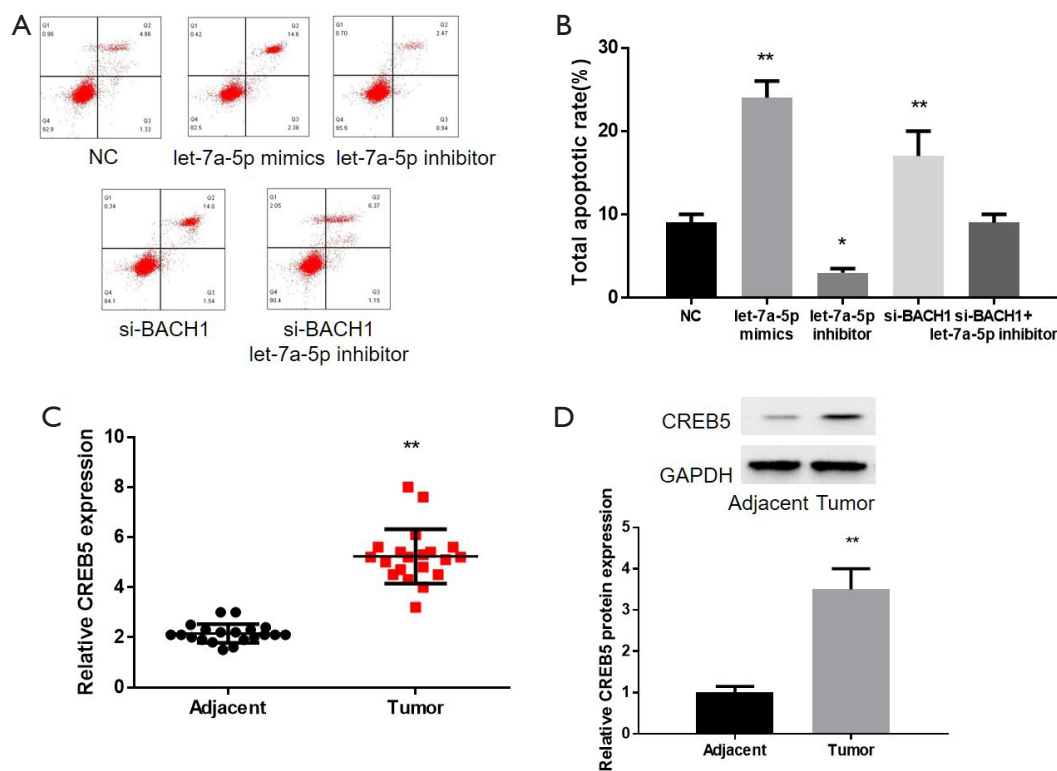 A
Q1
0.96
Q2
4.86
Q4
92.9
Q3
1.33
NC
Q1
0.42
Q2
14.6
Q4
82.5
Q3
2.38
let-7a-5p mimics
Q1
0.70
Q2
2.47
Q4
95.9
Q3
0.94
let-7a-5p inhibitor
Q1
0.34
Q2
14.0
Q4
84.1
Q3
1.54
si-BACH1
Q1
2.05
Q2
6.37
Q4
90.4
Q3
1.15
si-BACH1
let-7a-5p inhibitor
B
Total apoptotic rate(%)
30
20
10
0
**
*
**
NC
let-7a-5p
mimics
let-7a-5p
inhibitor
si-BACH1
si-BACH1+
let-7a-5p inhibitor
C
Relative CREB5 expression
10
8
6
4
2
0
**
Adjacent
Tumor
D
CREB5
GAPDH
Adjacent Tumor
Relative CREB5 protein expression
5
4
3
2
1
0
**
Adjacent
Tumor